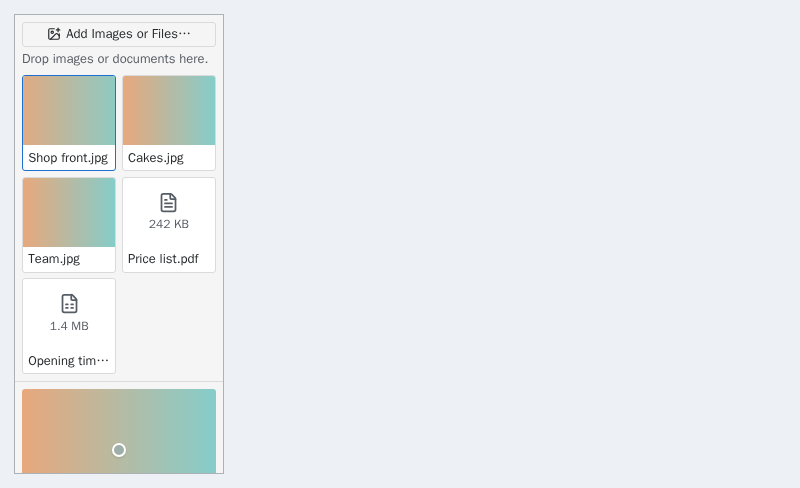 Add Images or Files…
Drop images or documents here.
Shop front.jpg
Cakes.jpg
Team.jpg
242 KB
Price list.pdf
1.4 MB
Opening tim…